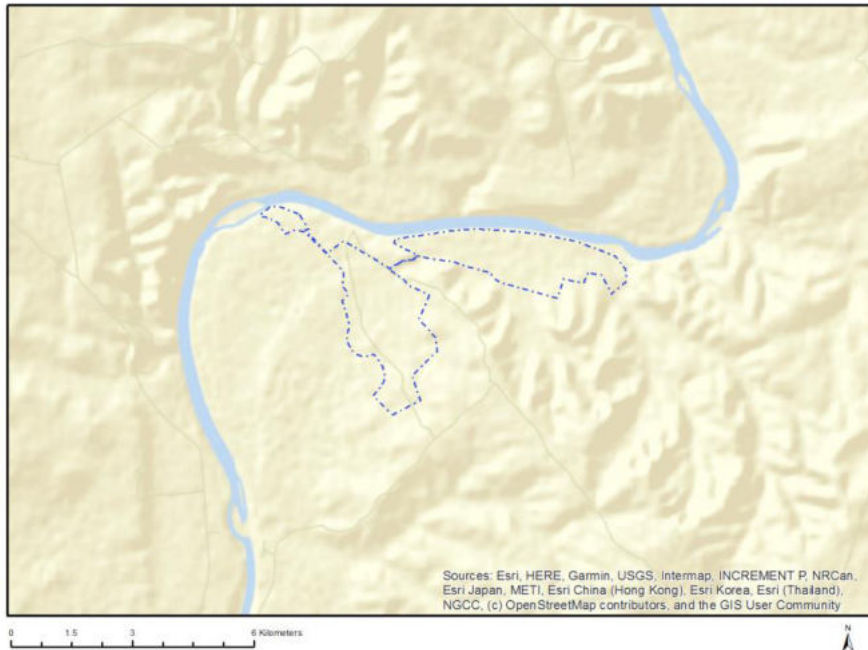 Sources: Esri, HERE, Garmin, USGS, Intermap, INCREMENT P, NRCan,
Esri Japan, METI, Esri China (Hong Kong), Esri Korea, Esri (Thailand),
NGCC, (c) OpenStreetMap contributors, and the GIS User Community
0 1.5 3 6 Kilometers
N